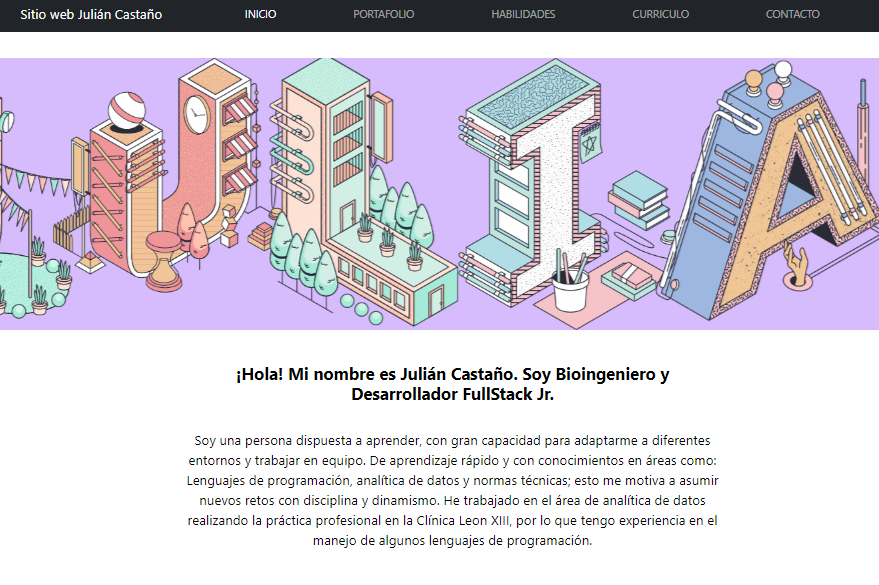 Sitio web Julián Castaño INICIO PORTAFOLIO HABILIDADES CURRICULO CONTACTO
JULIA
¡Hola! Mi nombre es Julián Castaño. Soy Bioingeniero y
Desarrollador FullStack Jr.
Soy una persona dispuesta a aprender, con gran capacidad para adaptarme a diferentes
entornos y trabajar en equipo. De aprendizaje rápido y con conocimientos en áreas como:
Lenguajes de programación, analítica de datos y normas técnicas; esto me motiva a asumir
nuevos retos con disciplina y dinamismo. He trabajado en el área de analítica de datos
realizando la práctica profesional en la Clínica Leon XIII, por lo que tengo experiencia en el
manejo de algunos lenguajes de programación.